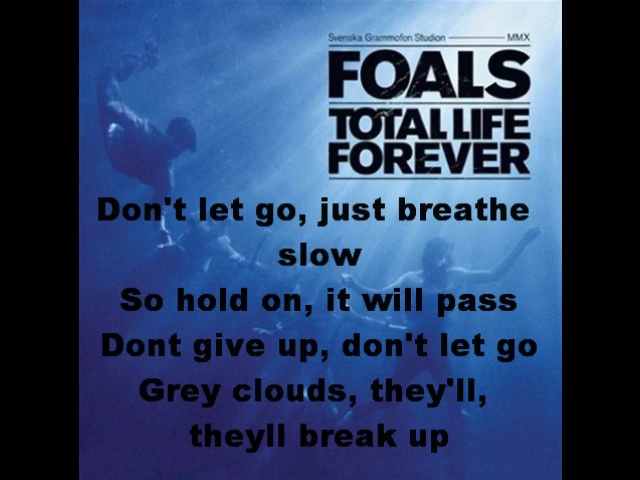 Svenska Grammofon Studion MMX
FOALS
TOTAL LIFE
FOREVER
Don't let go, just breathe
slow
So hold on, it will pass
Dont give up, don't let go
Grey clouds, they'll,
theyll break up